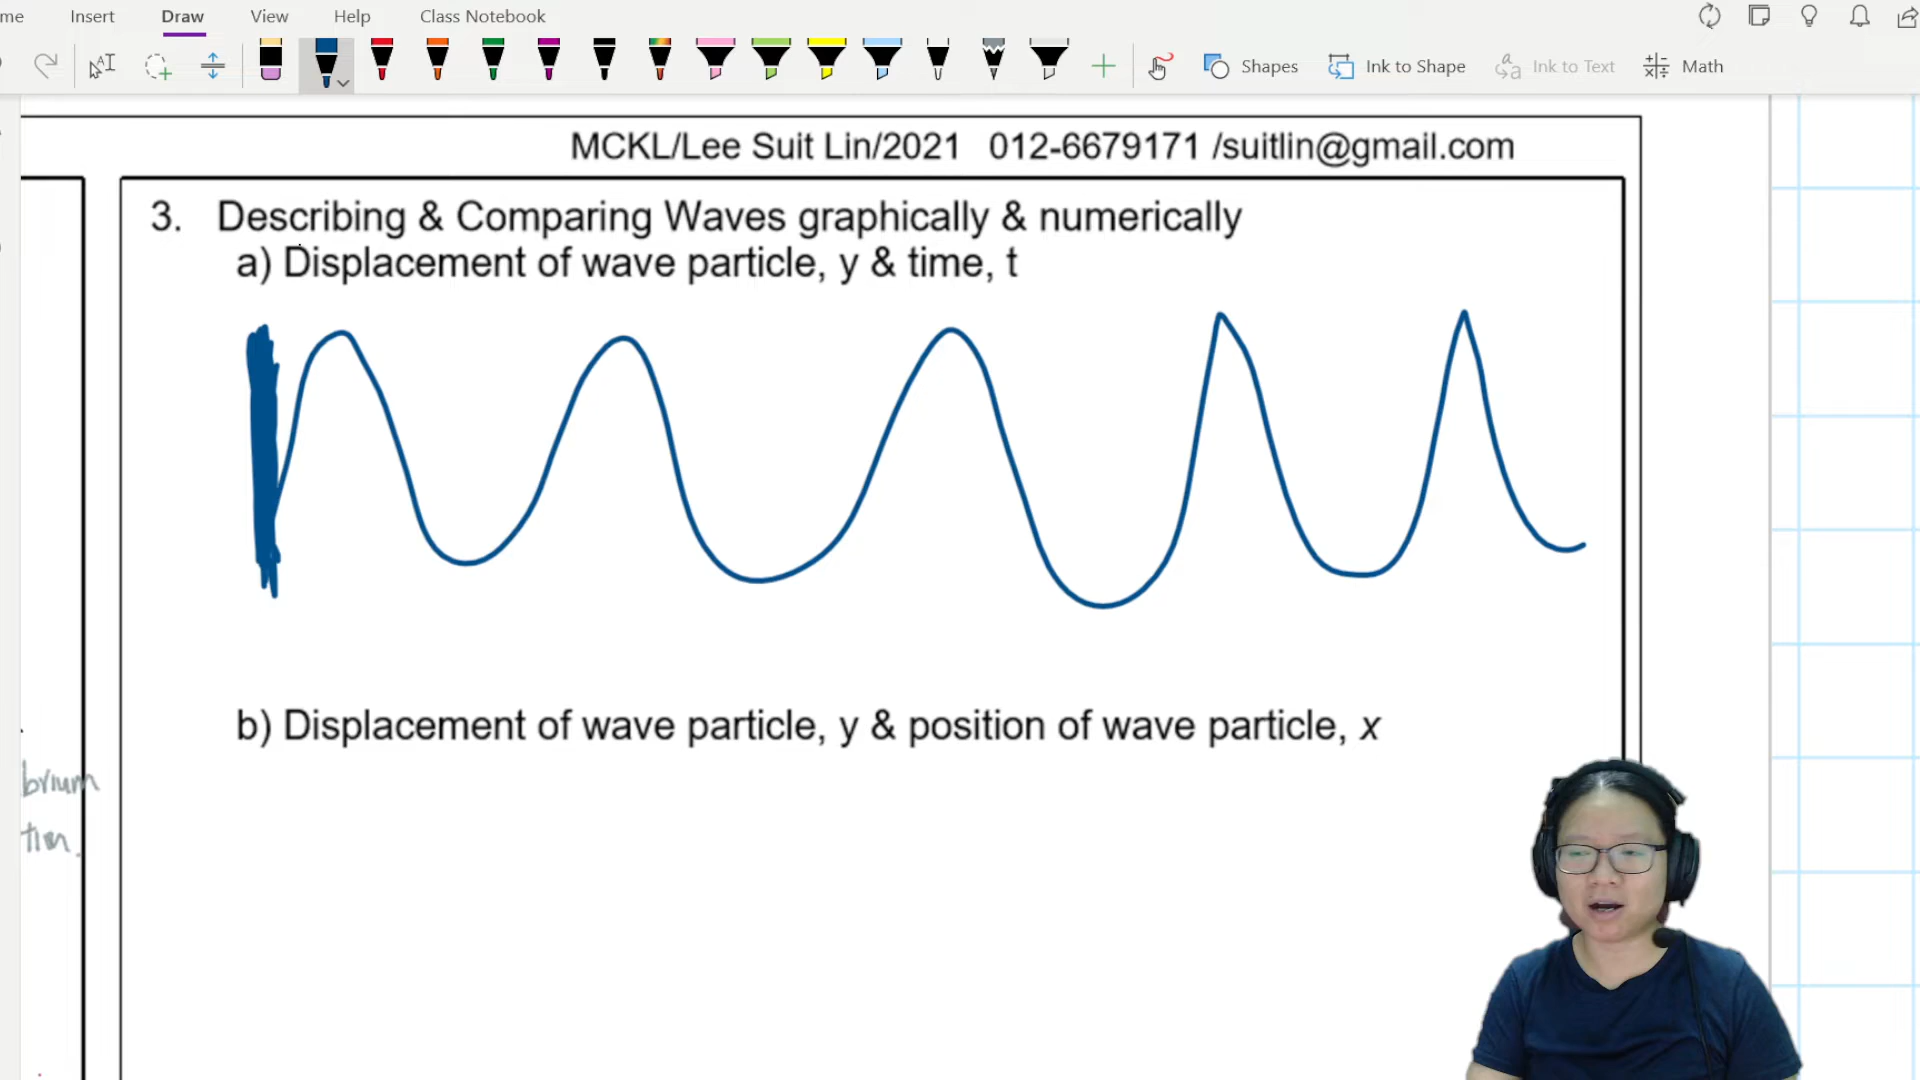 Insert Draw View Help Class Notebook
Shapes Ink to Shape Ink to Text Math
MCKL/Lee Suit Lin/2021 012-6679171 /suitlin@gmail.com
3. Describing & Comparing Waves graphically & numerically
a) Displacement of wave particle, y & time, t
b) Displacement of wave particle, y & position of wave particle, x
brium
tion.